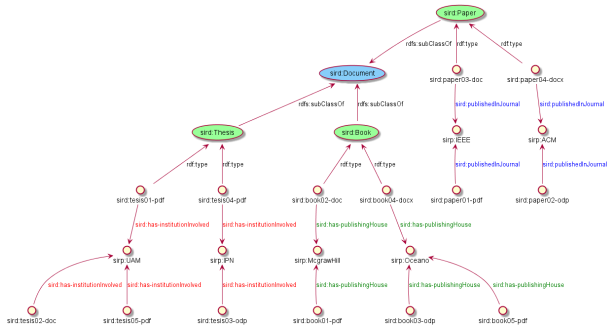 sird:Paper
rdfs:subClassOf
rdf:type
rdf:type
sird:Document
sird:paper03-doc
sird:paper04-docx
rdfs:subClassOf
rdfs:subClassOf
sird:publishedInJournal
sird:publishedInJournal
sird:Thesis
sird:Book
sirp:IEEE
sirp:ACM
rdf:type
rdf:type
rdf:type
rdf:type
sird:publishedInJournal
sird:publishedInJournal
sird:tesis01-pdf
sird:tesis04-pdf
sird:book02-doc
sird:book04-docx
sird:paper01-pdf
sird:paper02-odp
sird:has-institutionInvolved
sird:has-institutionInvolved
sird:has-publishingHouse
sird:has-publishingHouse
sirp:UAM
sirp:IPN
sirp:McgrawHill
sirp:Oceano
sird:has-institutionInvolved
sird:has-institutionInvolved
sird:has-institutionInvolved
sird:has-publishingHouse
sird:has-publishingHouse
sird:has-publishingHouse
sird:tesis02-doc
sird:tesis05-pdf
sird:tesis03-odp
sird:book01-pdf
sird:book03-odp
sird:book05-pdf